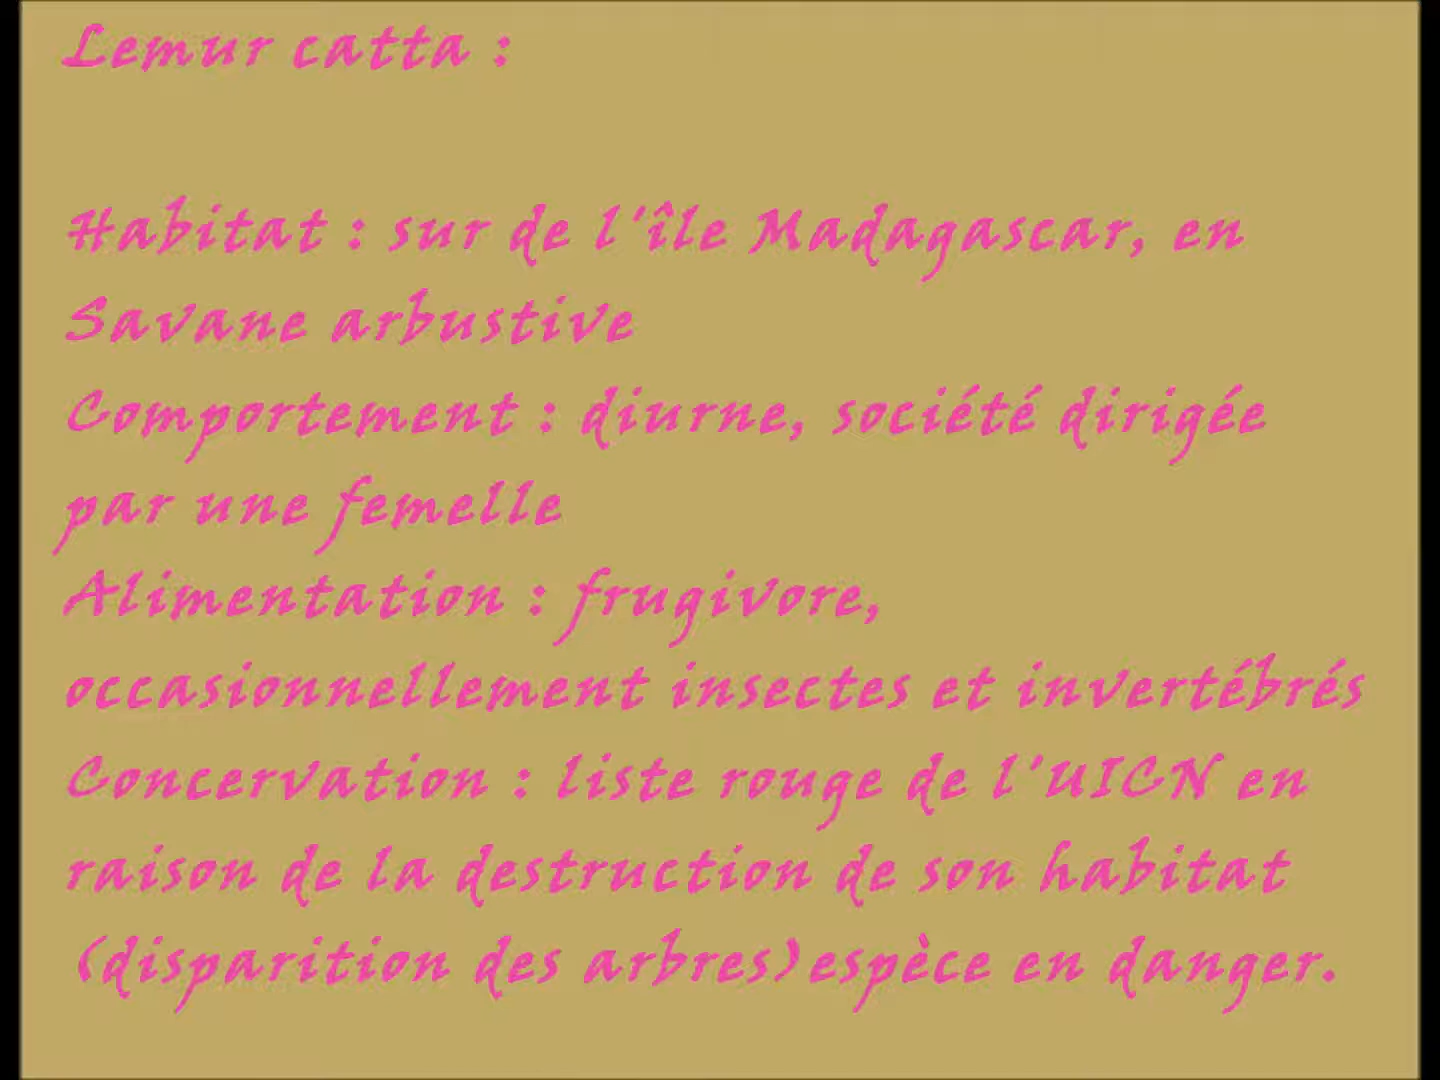 Lemur catta :
Habitat : sur de l'île Madagascar, en
Savane arbustive
Comportement : diurne, société dirigée
par une femelle
Alimentation : frugivore,
occasionnellement insectes et invertébrés
Concervation : liste rouge de l'UICN en
raison de la destruction de son habitat
(disparition des arbres)espèce en danger.